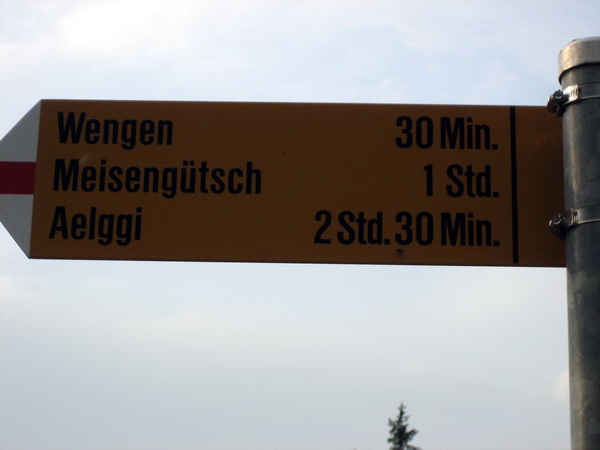 Wengen 30 Min.
Meisengütsch 1 Std.
Aelggi 2 Std. 30 Min.